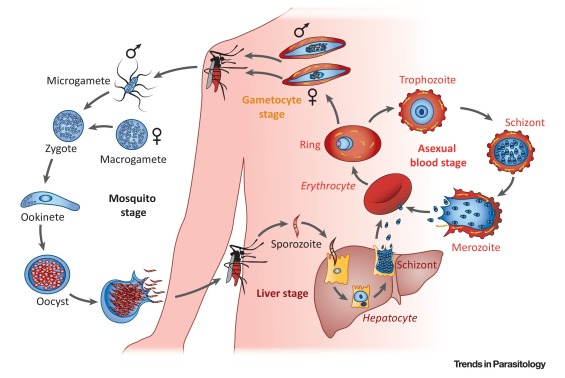 ♂
♂
Microgamete
Trophozoite
Gametocyte
stage
♀
Schizont
♀
Macrogamete
Zygote
Ring
Asexual
blood stage
Erythrocyte
Mosquito
stage
Ookinete
Sporozoite
Merozoite
Schizont
Oocyst
Liver stage
Hepatocyte
Trends in Parasitology